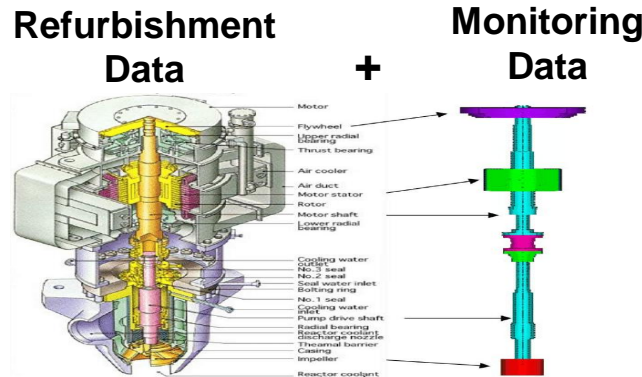 Refurbishment
Data
+
Monitoring
Data
Motor
Flywheel
Upper radial
bearing
Thrust bearing
Air cooler
Air duct
Motor stator
Rotor
Motor shaft
Lower radial
bearing
Cooling water
outlet
No.3 seal
No.2 seal
Seal water inlet
Bolting ring
No.1 seal
Cooling water
inlet
Pump drive shaft
Radial bearing
Reactor coolant
discharge nozzle
Theamal barrier
Casing
Impeller
Reactor coolant